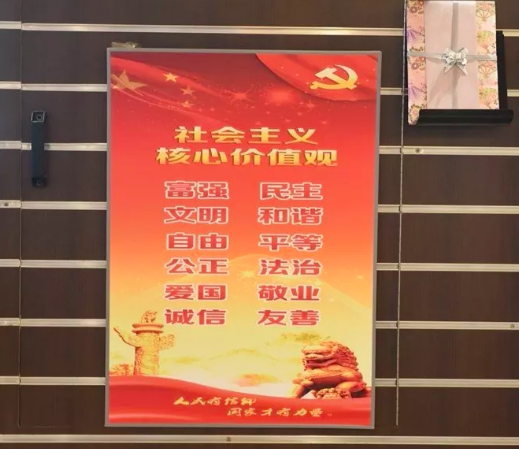 社会主义
核心价值观
富强 民主
文明 和谐
自由 平等
公正 法治
爱国 敬业
诚信 友善
人民有信仰
国家才有力量